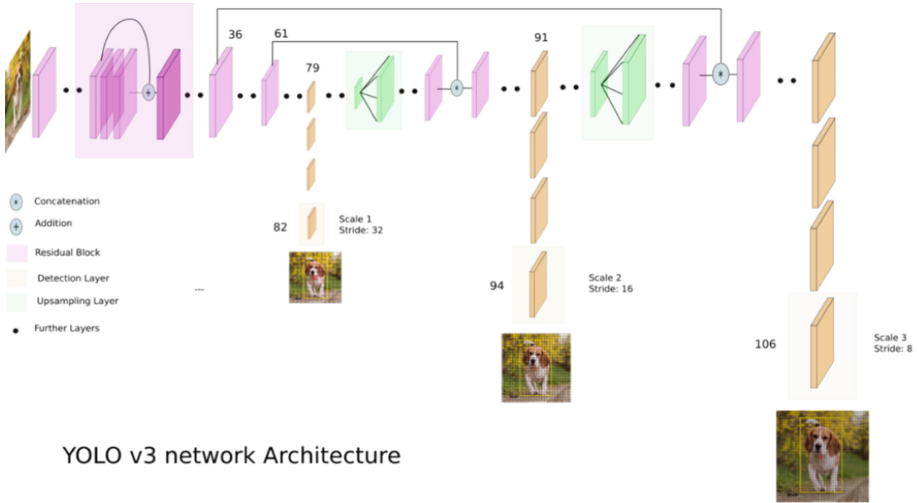 36
61
79
91
82
Scale 1
Stride: 32
94
Scale 2
Stride: 16
106
Scale 3
Stride: 8
*
Concatenation
+
Addition
Residual Block
Detection Layer
Upsampling Layer
Further Layers
...
YOLO v3 network Architecture